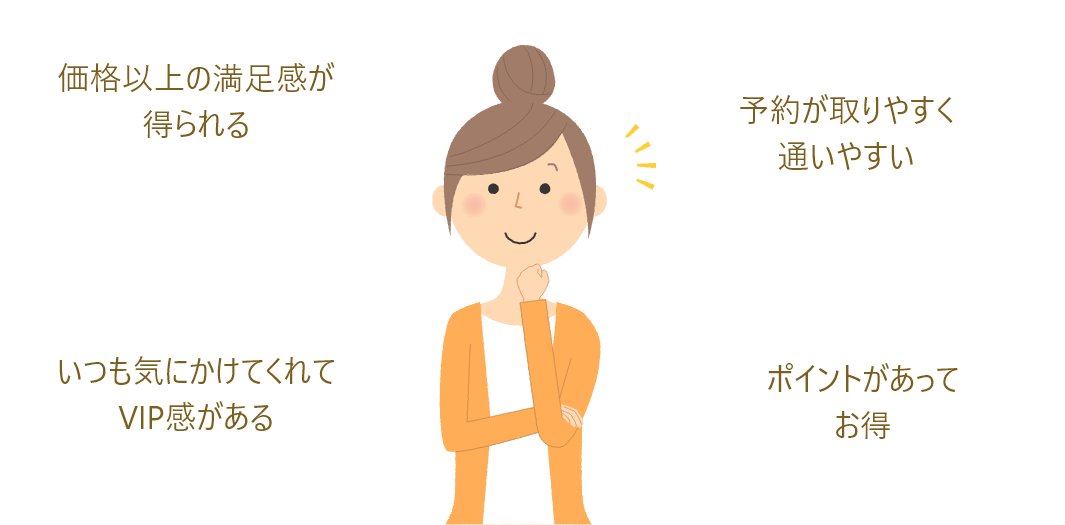 価格以上の満足感が
得られる
予約が取りやすく
通いやすい
いつも気にかけてくれて
VIP感がある
ポイントがあって
お得